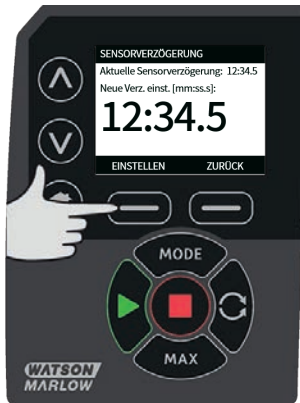 SENSORVERZÖGERUNG
Aktuelle Sensorverzögerung: 12:34.5
Neue Verz. einst. [mm:ss.s]:
12:34.5
EINSTELLEN ZURÜCK
MODE
MAX
WATSON
MARLOW